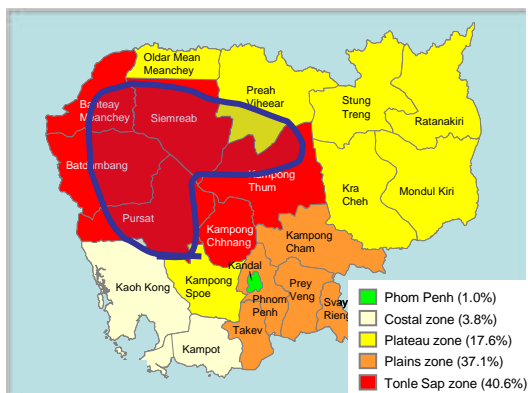 Oldar Mean
Meanchey
Preah
Viheear
Banteay
Meanchey
Siemreab
Stung
Treng
Ratanakiri
Batdambang
Kampong
Thum
Kra
Cheh
Mondul Kiri
Pursat
Kampong
Chhnang
Kampong
Cham
Kaoh Kong
Kampong
Spoe
Kandal
Phnom
Penh
Prey
Veng
Svay
Rieng
Takev
Kampot
Phom Penh (1.0%)
Costal zone (3.8%)
Plateau zone (17.6%)
Plains zone (37.1%)
Tonle Sap zone (40.6%)